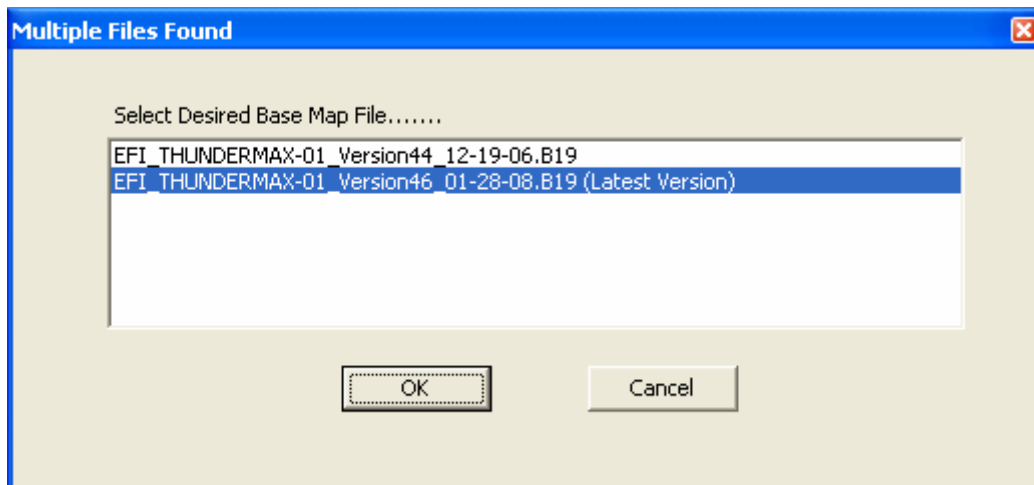 Multiple Files Found
Select Desired Base Map File.......
EFI_THUNDERMAX-01_Version44_12-19-06.B19
EFI_THUNDERMAX-01_Version46_01-28-08.B19 (Latest Version)
OK Cancel